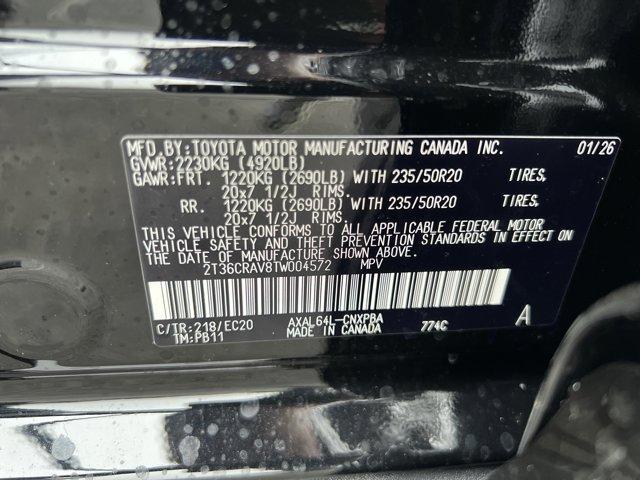 MFD.BY:TOYOTA MOTOR MANUFACTURING CANADA INC. 01/26
GVWR:2230KG (4920LB)
GAWR:FRT. 1220KG (2690LB) WITH 235/50R20 TIRES.
20x7 1/2J RIMS.
RR. 1220KG (2690LB) WITH 235/50R20 TIRES.
20x7 1/2J RIMS.
THIS VEHICLE CONFORMS TO ALL APPLICABLE FEDERAL MOTOR
VEHICLE SAFETY AND THEFT PREVENTION STANDARDS IN EFFECT ON
THE DATE OF MANUFACTURE SHOWN ABOVE.
2T36CRAV8TW004572 MPV
C/TR:218/EC20 AXAL64L-CNXPBA A
TM:PB11 MADE IN CANADA 774C